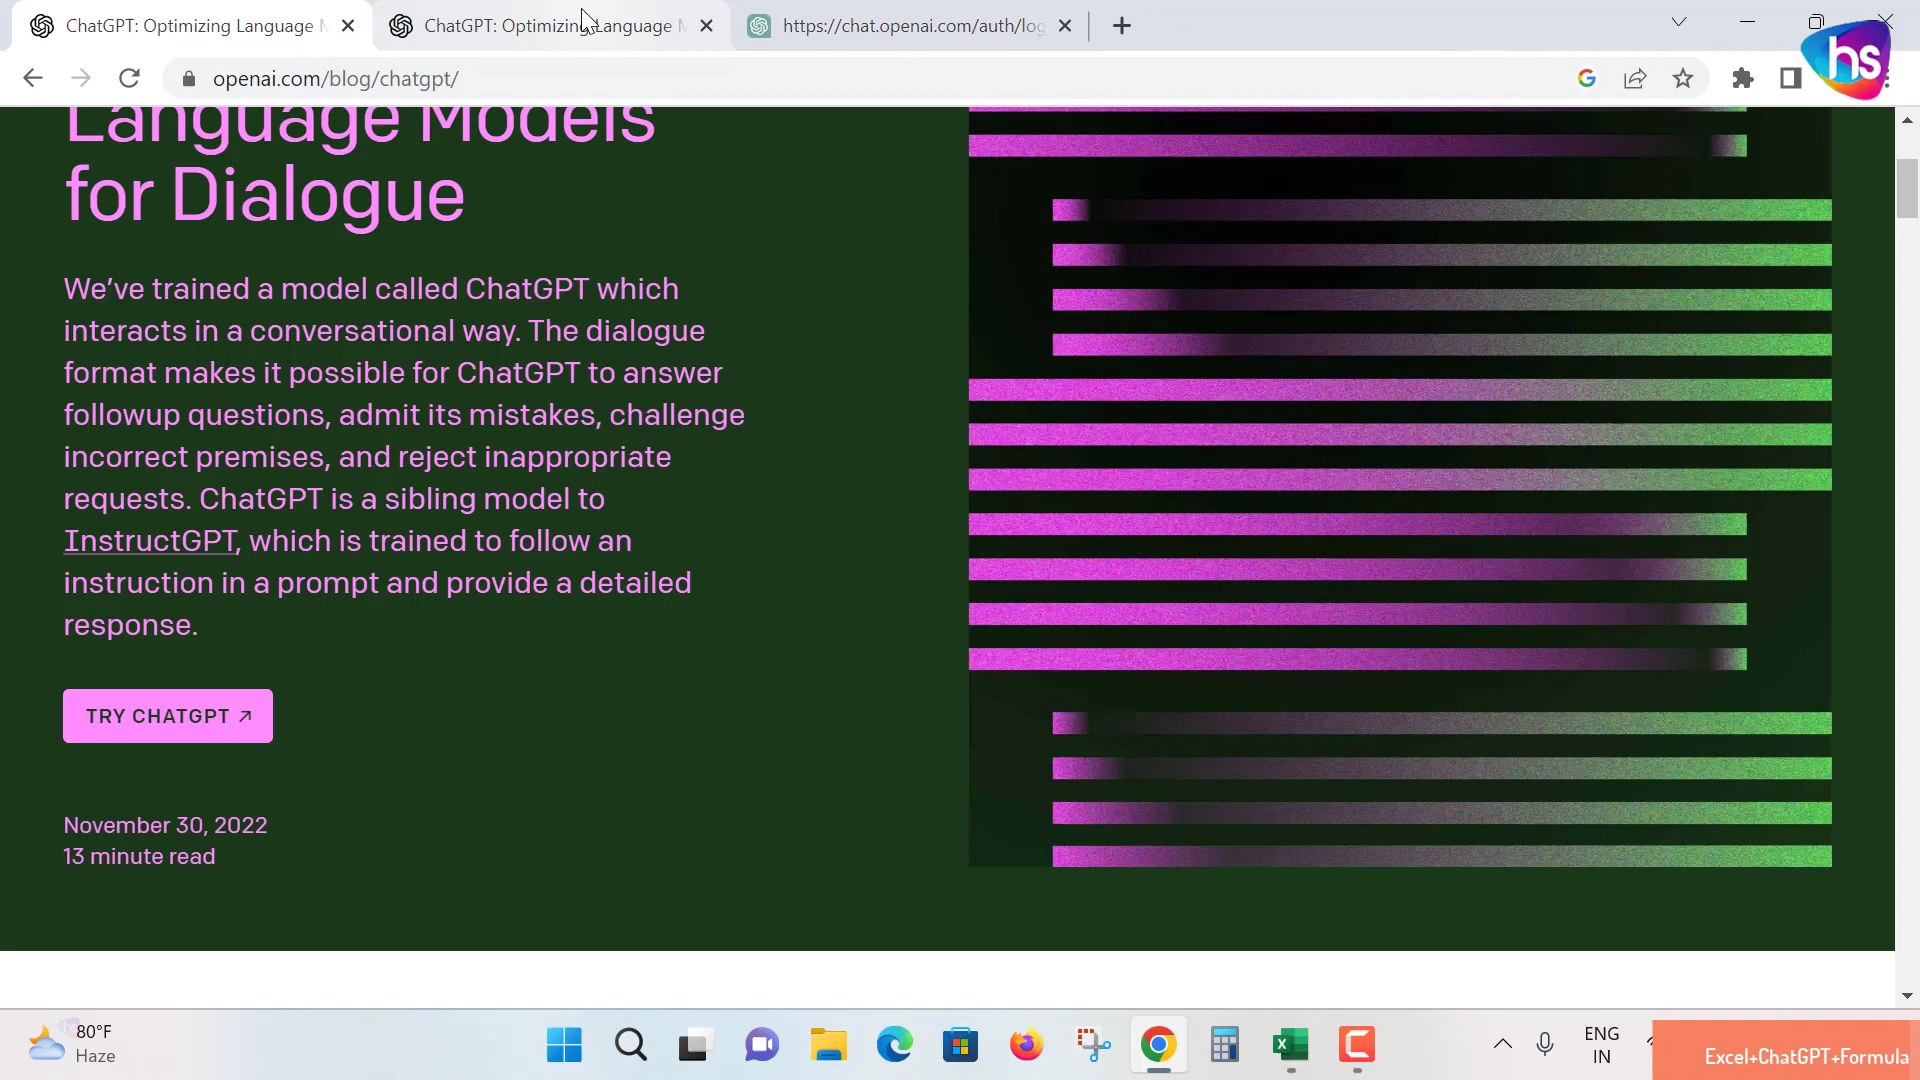 ChatGPT: Optimizing Language M
ChatGPT: Optimizing Language M
https://chat.openai.com/auth/log
openai.com/blog/chatgpt/
hs
Language Models
for Dialogue
We’ve trained a model called ChatGPT which
interacts in a conversational way. The dialogue
format makes it possible for ChatGPT to answer
followup questions, admit its mistakes, challenge
incorrect premises, and reject inappropriate
requests. ChatGPT is a sibling model to
InstructGPT, which is trained to follow an
instruction in a prompt and provide a detailed
response.
TRY CHATGPT ↗
November 30, 2022
13 minute read
80°F
Haze
ENG
IN
Excel+ChatGPT+Formula